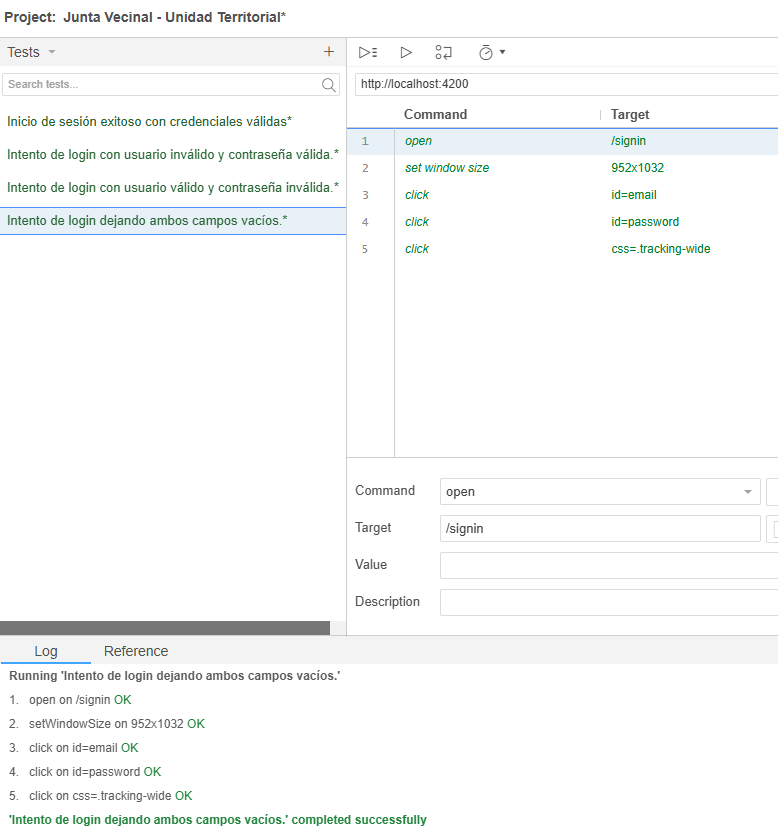 Project: Junta Vecinal - Unidad Territorial*
Tests
+
Search tests...
Inicio de sesión exitoso con credenciales válidas*
Intento de login con usuario inválido y contraseña válida.*
Intento de login con usuario válido y contraseña inválida.*
Intento de login dejando ambos campos vacíos.*
http://localhost:4200
Command Target
1 open /signin
2 set window size 952x1032
3 click id=email
4 click id=password
5 click css=.tracking-wide
Command open
Target /signin
Value
Description
Log Reference
Running 'Intento de login dejando ambos campos vacíos.'
1. open on /signin OK
2. setWindowSize on 952x1032 OK
3. click on id=email OK
4. click on id=password OK
5. click on css=.tracking-wide OK
'Intento de login dejando ambos campos vacíos.' completed successfully